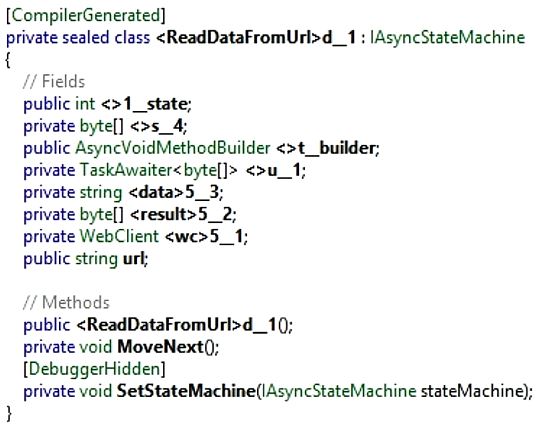 [CompilerGenerated]
private sealed class <ReadDataFromUrl>d__1 : IAsyncStateMachine
{
// Fields
public int <>1__state;
private byte[] <>s__4;
public AsyncVoidMethodBuilder <>t__builder;
private TaskAwaiter<byte[]> <>u__1;
private string <data>5__3;
private byte[] <result>5__2;
private WebClient <wc>5__1;
public string url;
// Methods
public <ReadDataFromUrl>d__1();
private void MoveNext();
[DebuggerHidden]
private void SetStateMachine(IAsyncStateMachine stateMachine);
}